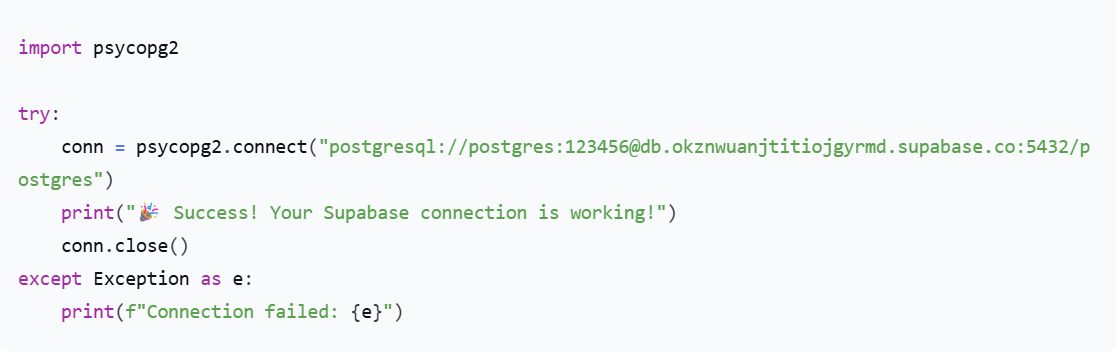 import psycopg2
try:
conn = psycopg2.connect("postgresql://postgres:123456@db.okznwuanjtitiojgyrmd.supabase.co:5432/p
ostgres")
print("🎉 Success! Your Supabase connection is working!")
conn.close()
except Exception as e:
print(f"Connection failed: {e}")